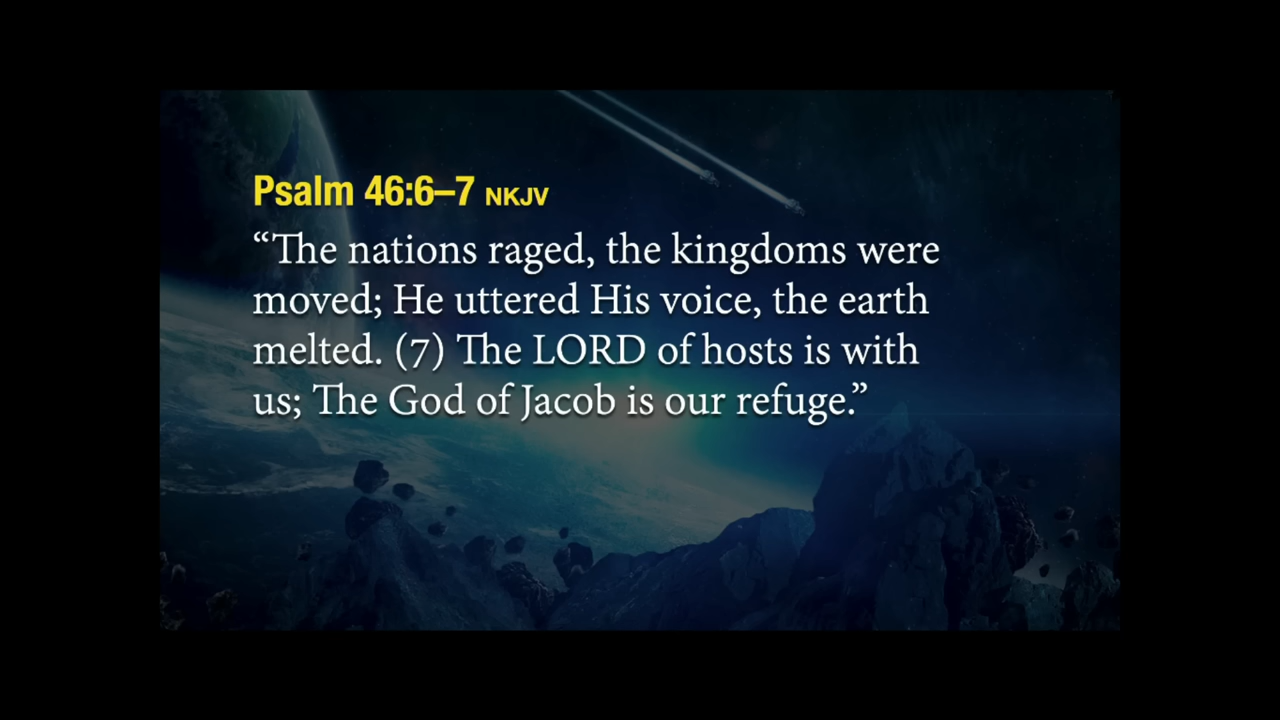 Psalm 46:6–7 NKJV
“The nations raged, the kingdoms were
moved; He uttered His voice, the earth
melted. (7) The LORD of hosts is with
us; The God of Jacob is our refuge.”